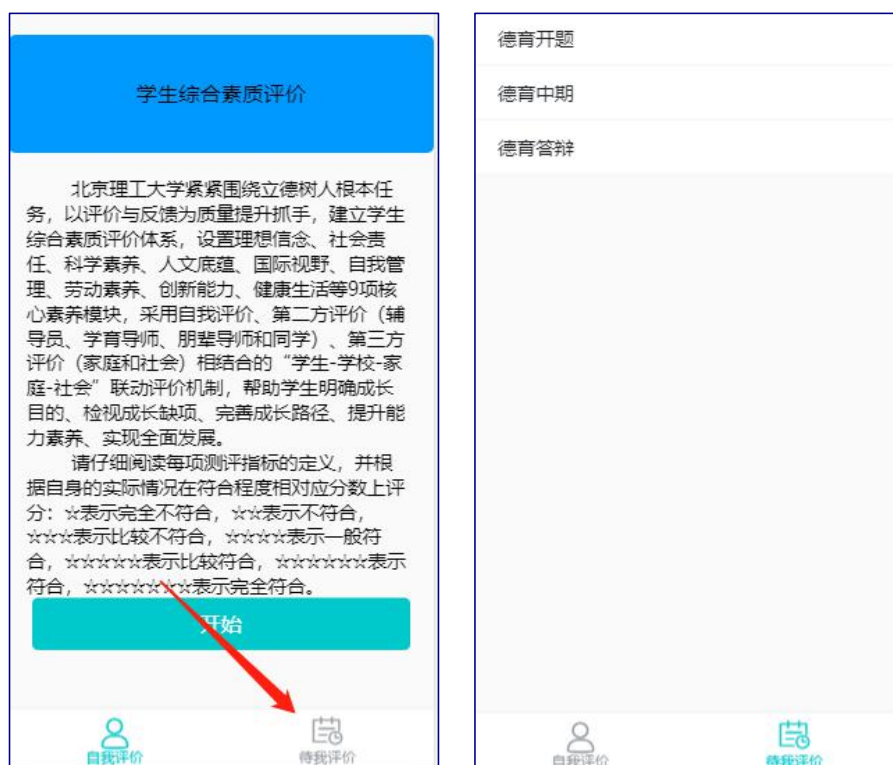 学生综合素质评价
北京理工大学紧紧围绕立德树人根本任
务，以评价与反馈为质量提升抓手，建立学生
综合素质评价体系，设置理想信念、社会责
任、科学素养、人文底蕴、国际视野、自我管
理、劳动素养、创新能力、健康生活等9项核
心素养模块，采用自我评价、第二方评价（辅
导员、学育导师、朋辈导师和同学）、第三方
评价（家庭和社会）相结合的“学生-学校-家
庭-社会”联动评价机制，帮助学生明确成长
目的、检视成长缺项、完善成长路径、提升能
力素养、实现全面发展。
请仔细阅读每项测评指标的定义，并根
据自身的实际情况在符合程度相对应分数上评
分：☆表示完全不符合，☆☆表示不符合，
☆☆☆表示比较不符合，☆☆☆☆表示一般符
合，☆☆☆☆☆表示比较符合，☆☆☆☆☆☆表示
符合，☆☆☆☆☆☆☆表示完全符合。
开始
自我评价
待我评价
德育开题
德育中期
德育答辩
自我评价
待我评价